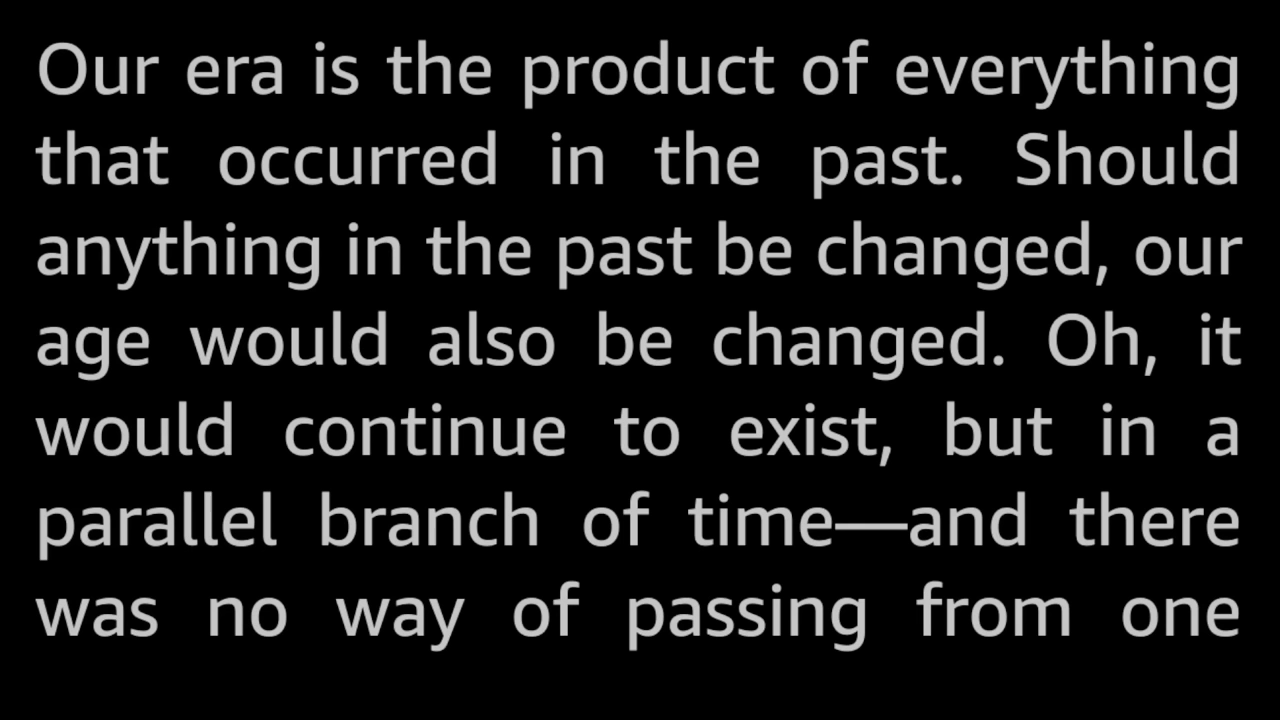 Our era is the product of everything
that occurred in the past. Should
anything in the past be changed, our
age would also be changed. Oh, it
would continue to exist, but in a
parallel branch of time—and there
was no way of passing from one